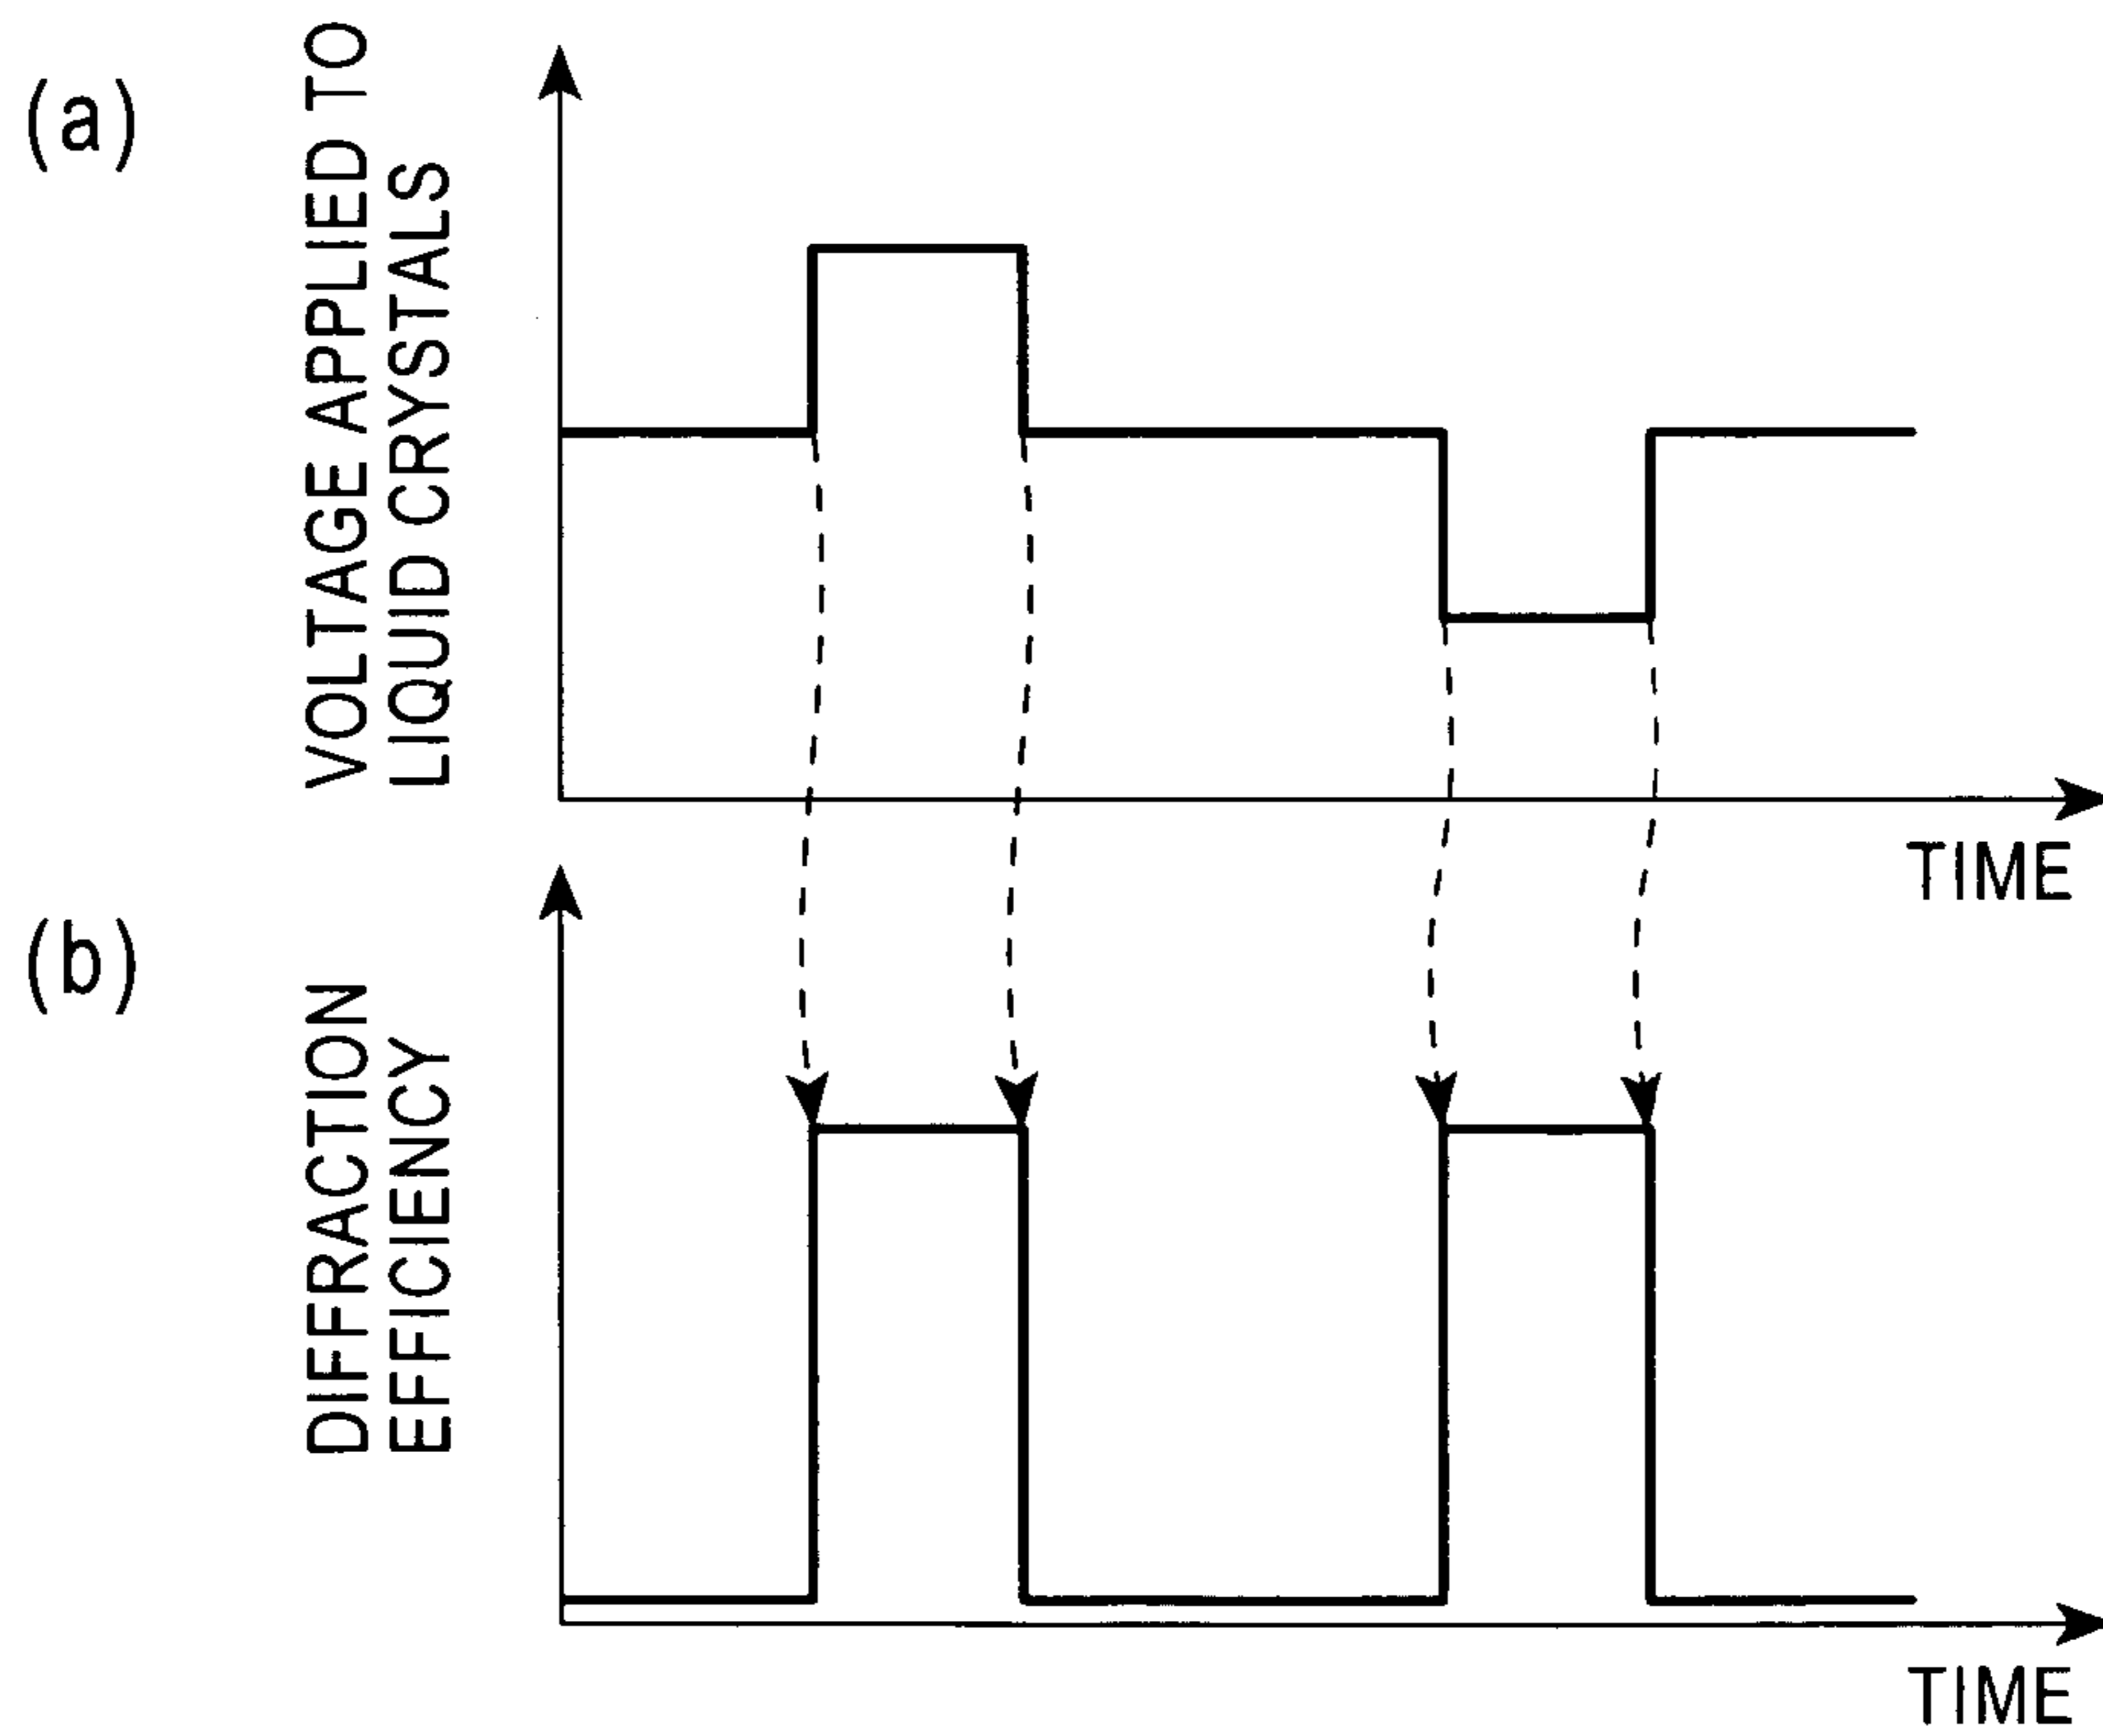 (a)
VOLTAGE APPLIED TO
LIQUID CRYSTALS
TIME
(b)
DIFFRACTION
EFFICIENCY
TIME